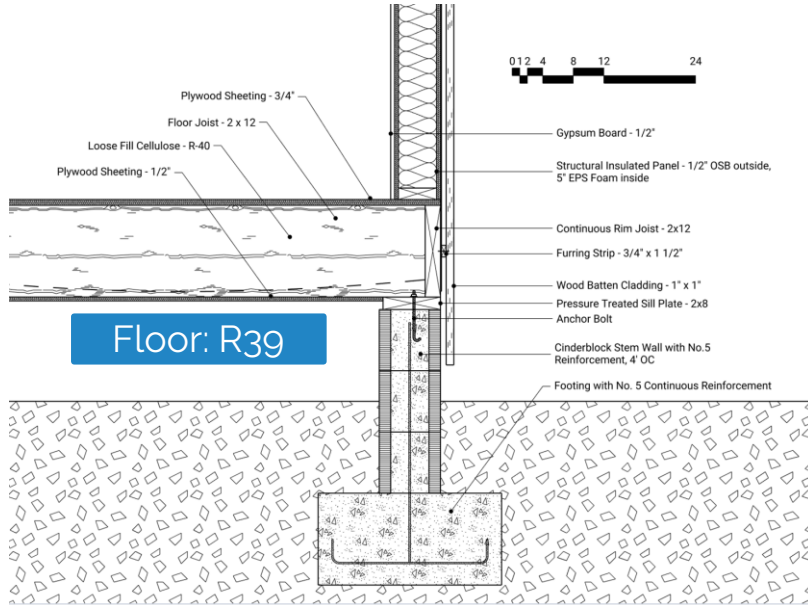 0 1 2 4 8 12 24
Plywood Sheeting - 3/4"
Floor Joist - 2 x 12
Loose Fill Cellulose - R-40
Plywood Sheeting - 1/2"
Gypsum Board - 1/2"
Structural Insulated Panel - 1/2" OSB outside,
5" EPS Foam inside
Continuous Rim Joist - 2x12
Furring Strip - 3/4" x 1 1/2"
Wood Batten Cladding - 1" x 1"
Pressure Treated Sill Plate - 2x8
Anchor Bolt
Cinderblock Stem Wall with No.5
Reinforcement, 4' OC
Footing with No. 5 Continuous Reinforcement
Floor: R39